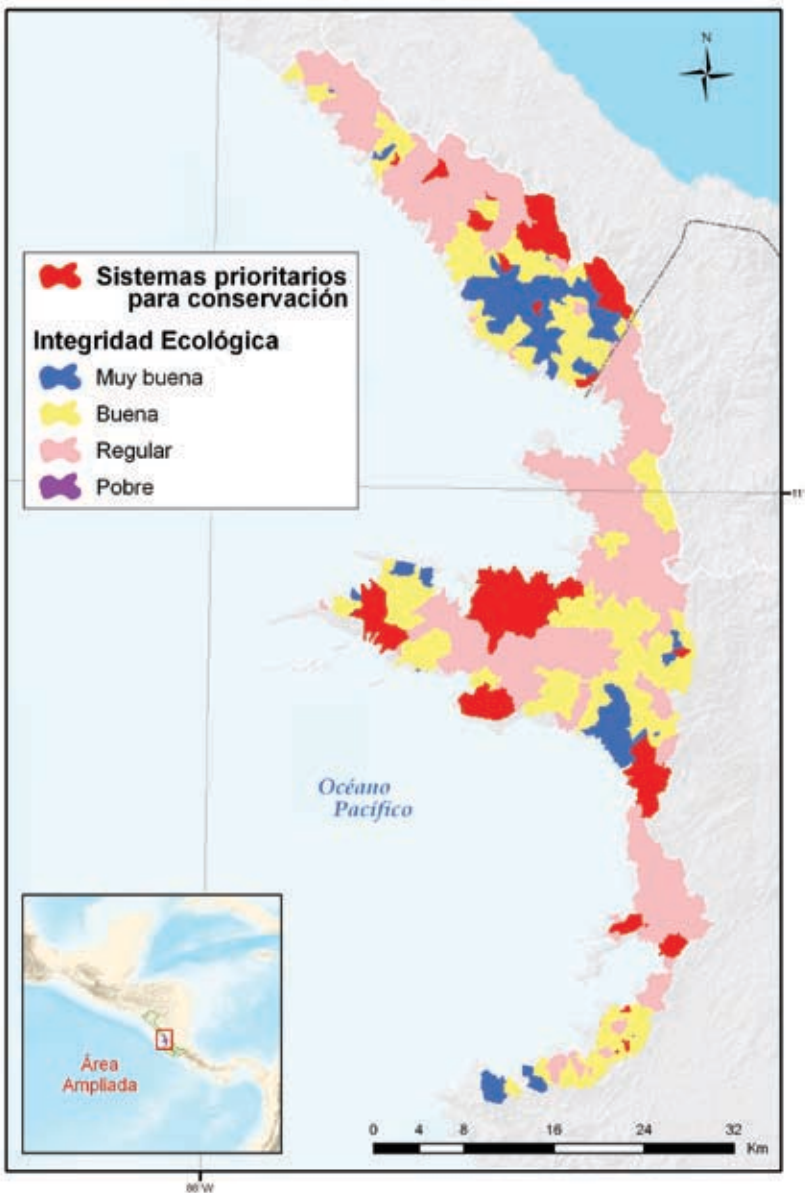 N
Sistemas prioritarios
para conservación
Integridad Ecológica
Muy buena
Buena
Regular
Pobre
Océano
Pacífico
Área
Ampliada
0 4 8 16 24 32
Km
86°W